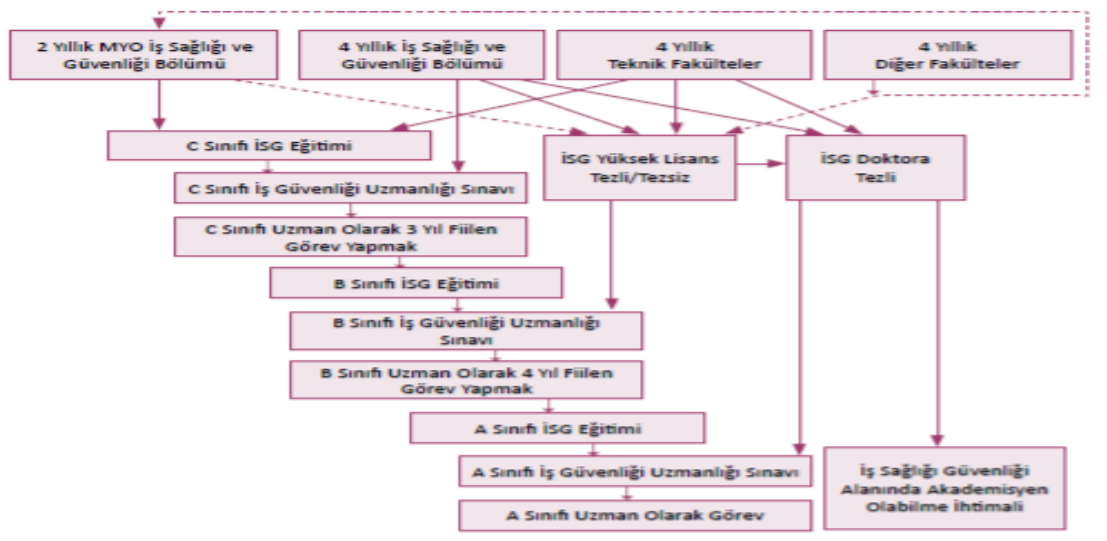 2 Yıllık MYO İş Sağlığı ve
Güvenliği Bölümü
4 Yıllık İş Sağlığı ve
Güvenliği Bölümü
4 Yıllık
Teknik Fakülteler
4 Yıllık
Diğer Fakülteler
C Sınıfı İSG Eğitimi
İSG Yüksek Lisans
Tezli/Tezsiz
İSG Doktora
Tezli
C Sınıfı İş Güvenliği Uzmanlığı Sınavı
C Sınıfı Uzman Olarak 3 Yıl Fiilen
Görev Yapmak
B Sınıfı İSG Eğitimi
B Sınıfı İş Güvenliği Uzmanlığı
Sınavı
B Sınıfı Uzman Olarak 4 Yıl Fiilen
Görev Yapmak
A Sınıfı İSG Eğitimi
A Sınıfı İş Güvenliği Uzmanlığı Sınavı
A Sınıfı Uzman Olarak Görev
İş Sağlığı Güvenliği
Alanında Akademisyen
Olabilme İhtimali